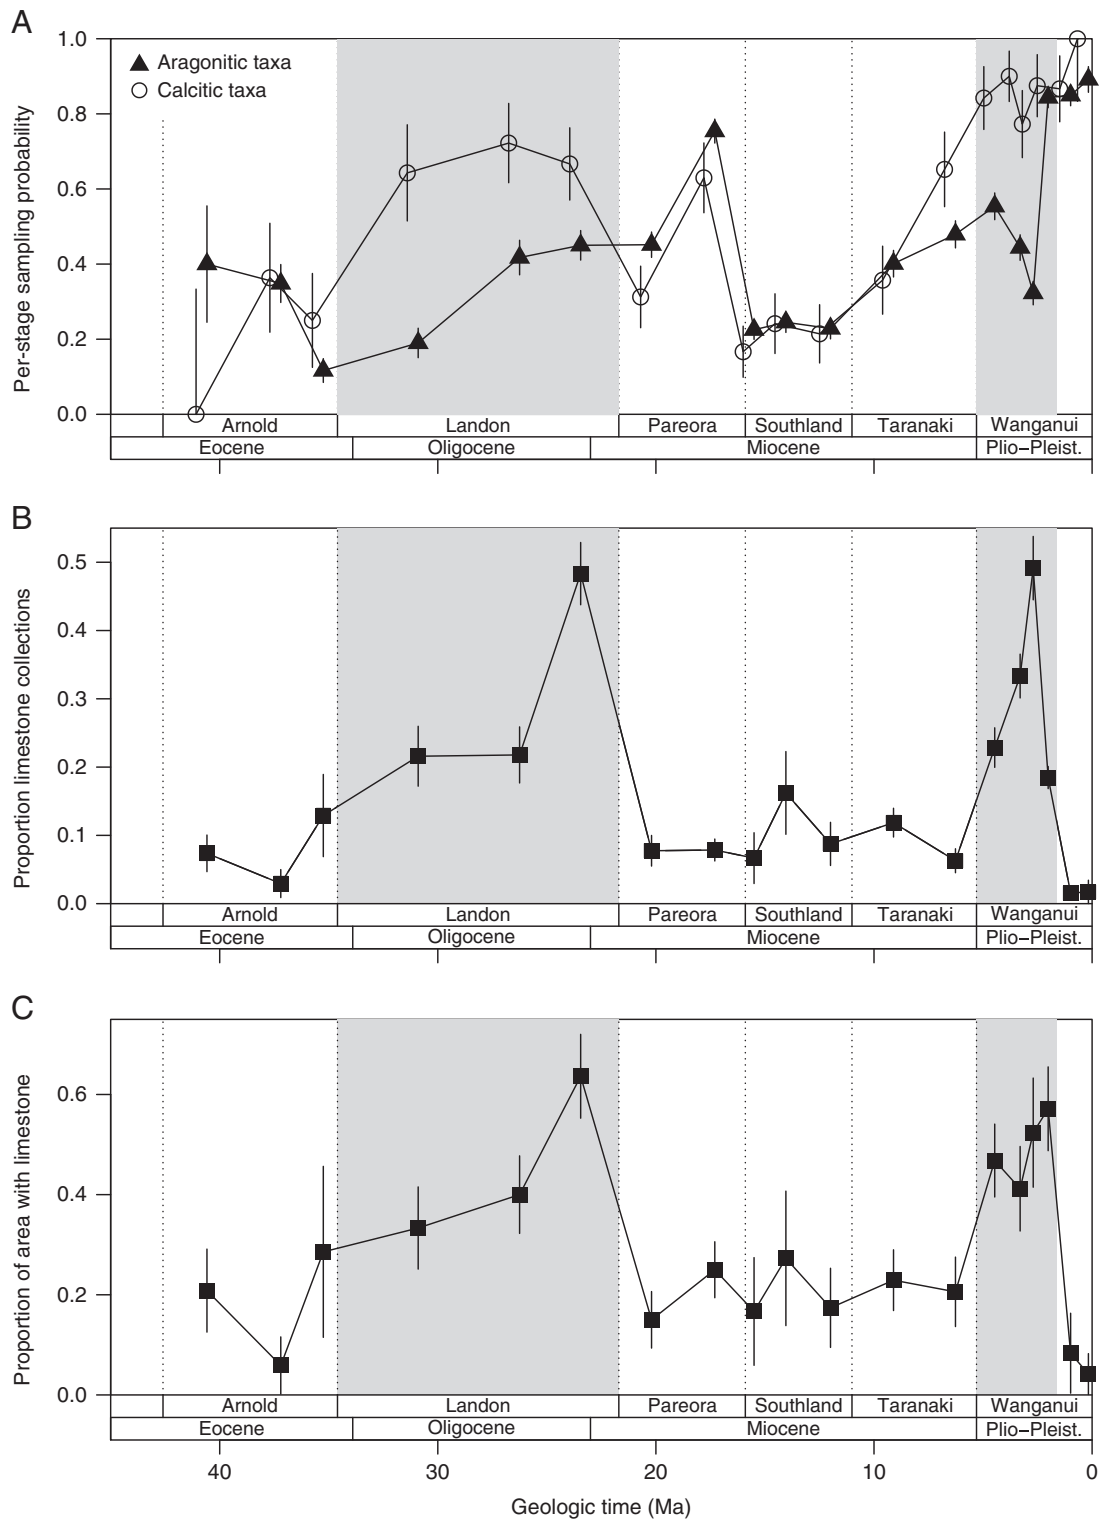 A
1.0
0.8
0.6
0.4
0.2
0.0
Per-stage sampling probability
Aragonitic taxa
Calcitic taxa
Arnold Landon Pareora Southland Taranaki Wanganui
Eocene Oligocene Miocene Plio–Pleist.
B
0.5
0.4
0.3
0.2
0.1
0.0
Proportion limestone collections
Arnold Landon Pareora Southland Taranaki Wanganui
Eocene Oligocene Miocene Plio–Pleist.
C
0.6
0.4
0.2
0.0
Proportion of area with limestone
Arnold Landon Pareora Southland Taranaki Wanganui
Eocene Oligocene Miocene Plio–Pleist.
40 30 20 10 0
Geologic time (Ma)